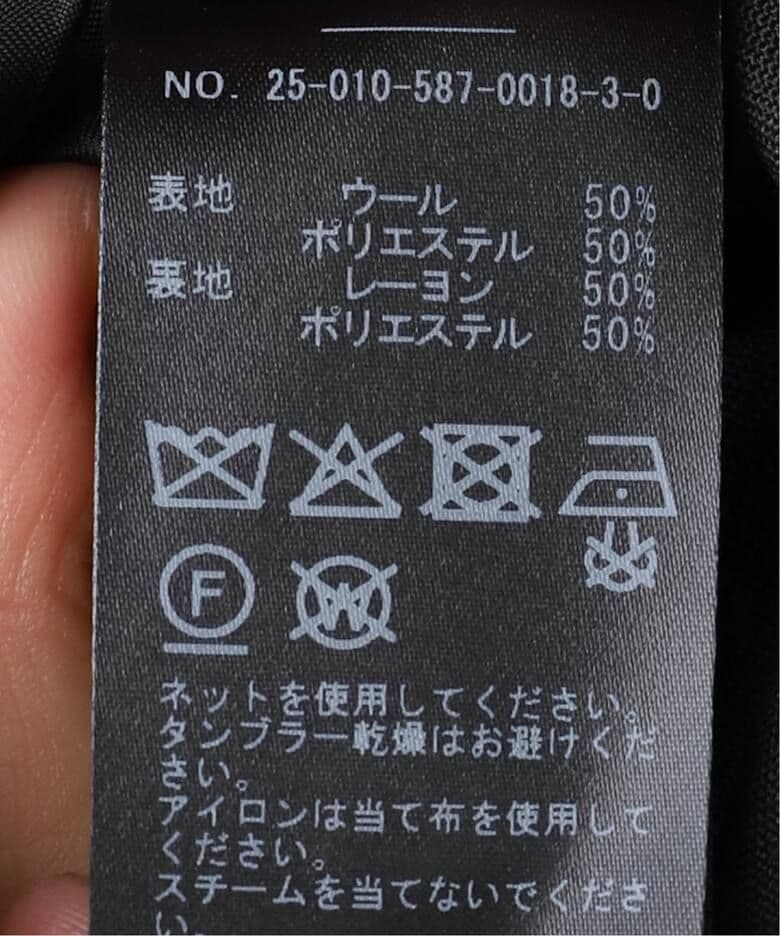 NO. 25-010-587-0018-3-0
表地 ウール 50%
ポリエステル 50%
裏地 レーヨン 50%
ポリエステル 50%
F W
ネットを使用してください。
タンブラー乾燥はお避けくだ
さい。
アイロンは当て布を使用して
ください。
スチームを当てないでくださ
い。